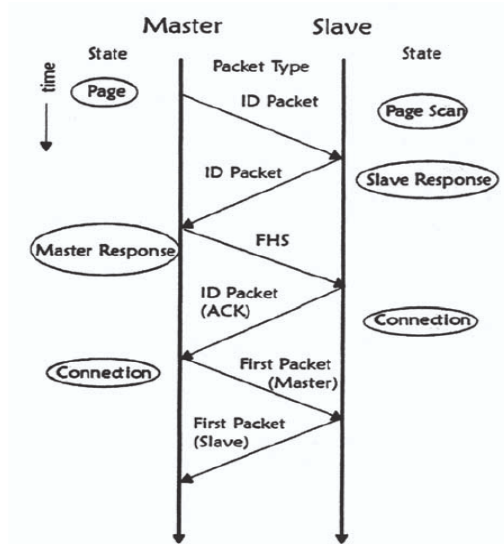 Master
Slave
State
Packet Type
State
time
Page
ID Packet
Page Scan
ID Packet
Slave Response
Master Response
FHS
ID Packet
(ACK)
Connection
Connection
First Packet
(Master)
First Packet
(Slave)